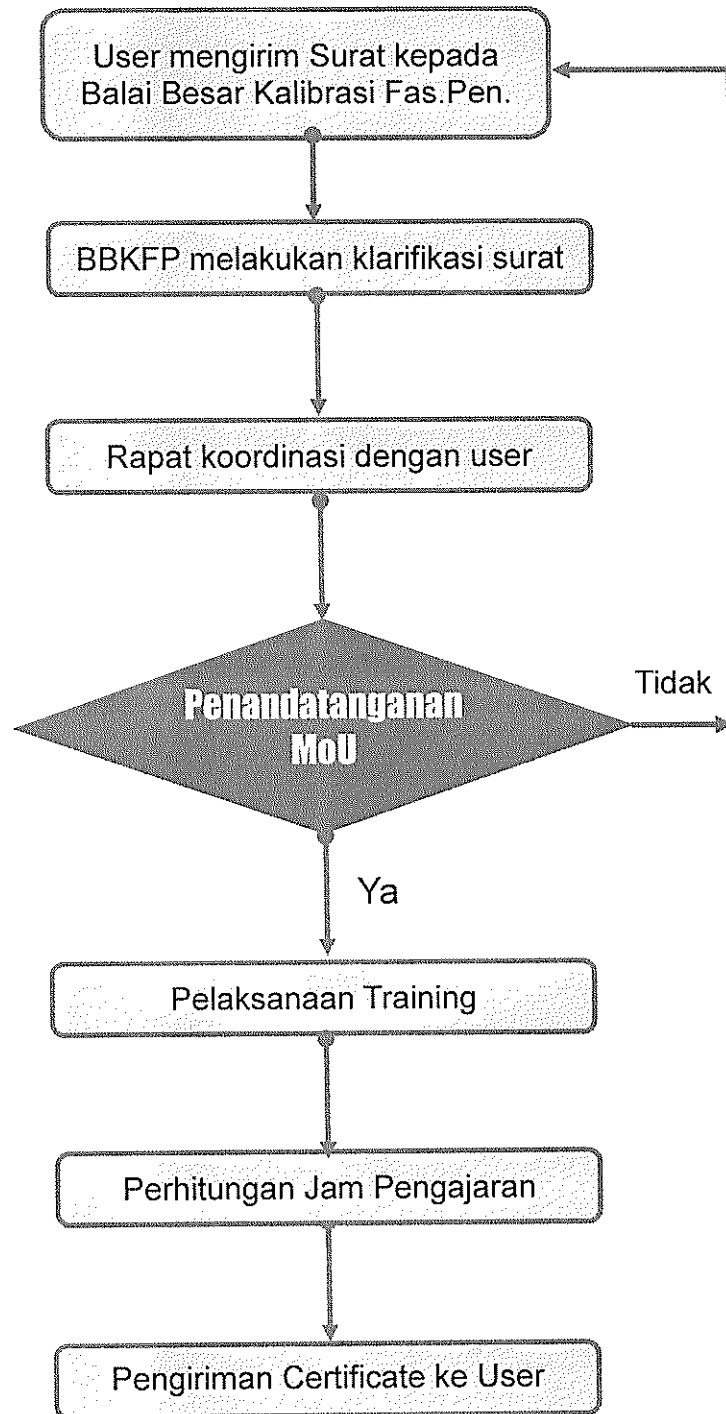 User mengirim Surat kepada
Balai Besar Kalibrasi Fas.Pen.
BBKFP melakukan klarifikasi surat
Rapat koordinasi dengan user
Penandatanganan
MoU
Tidak
Ya
Pelaksanaan Training
Perhitungan Jam Pengajaran
Pengiriman Certificate ke User